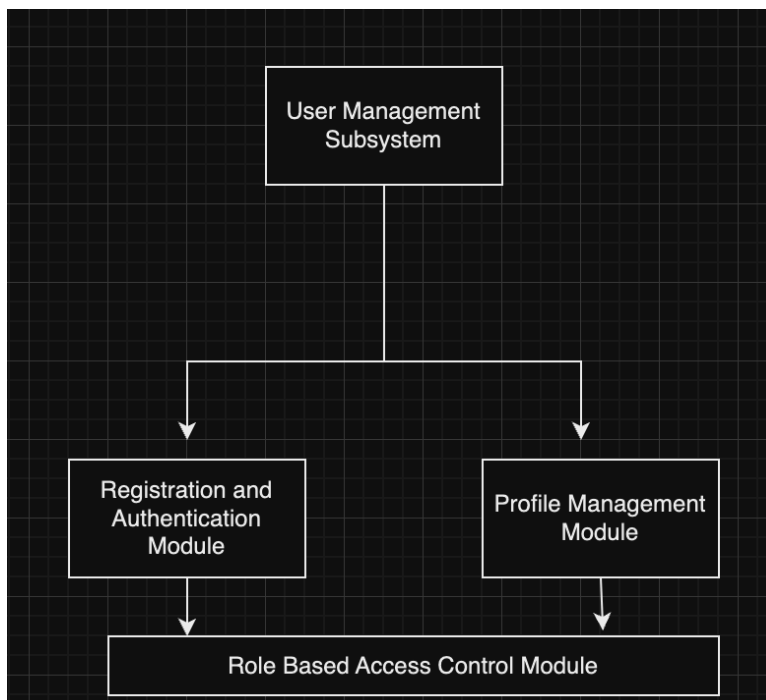 User Management
Subsystem
Registration and
Authentication
Module
Profile Management
Module
Role Based Access Control Module